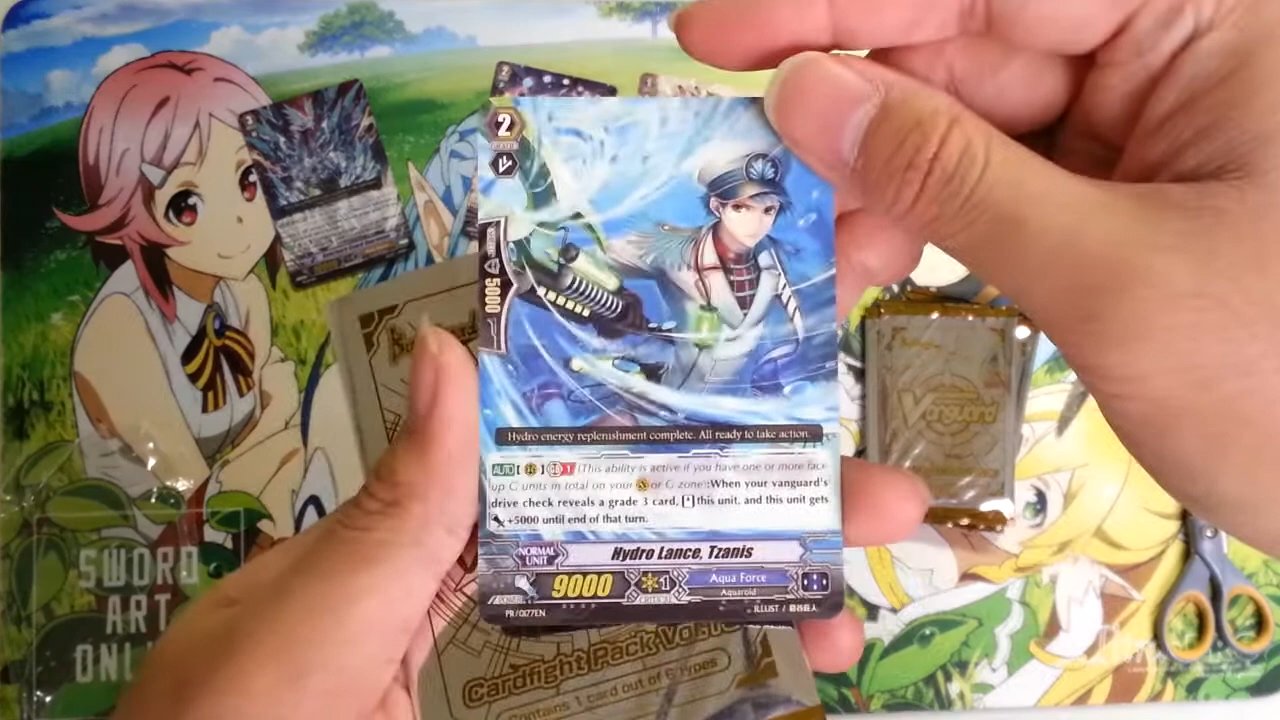 2
5000
Hydro energy replenishment complete. All ready to take action.
AUTO [ ] GB 1 (This ability is active if you have one or more face
up G units in total on your or G zone):When your vanguard's
drive check reveals a grade 3 card, [ ] this unit, and this unit gets
+5000 until end of that turn.
NORMAL
UNIT
Hydro Lance, Tzanis
POWER
9000
1
CRITICAL
Aqua Force
Aquaroid
PR/0177EN
ILLUST /
Vanguard
SWORD
ART
Cardfight Pack Vo
Contains 1 card out of 6 types